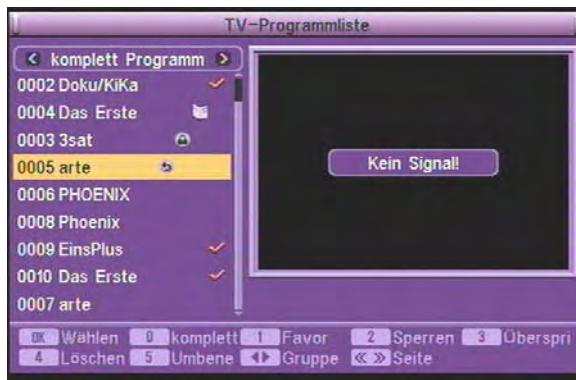 TV-Programmliste
komplett Programm
0002 Doku/KiKa
0004 Das Erste
0003 3sat
0005 arte
0006 PHOENIX
0008 Phoenix
0009 EinsPlus
0010 Das Erste
0007 arte
Kein Signal!
OK Wählen 0 komplett 1 Favor 2 Sperren 3 Überspri
4 Löschen 5 Umbene Gruppe Seite